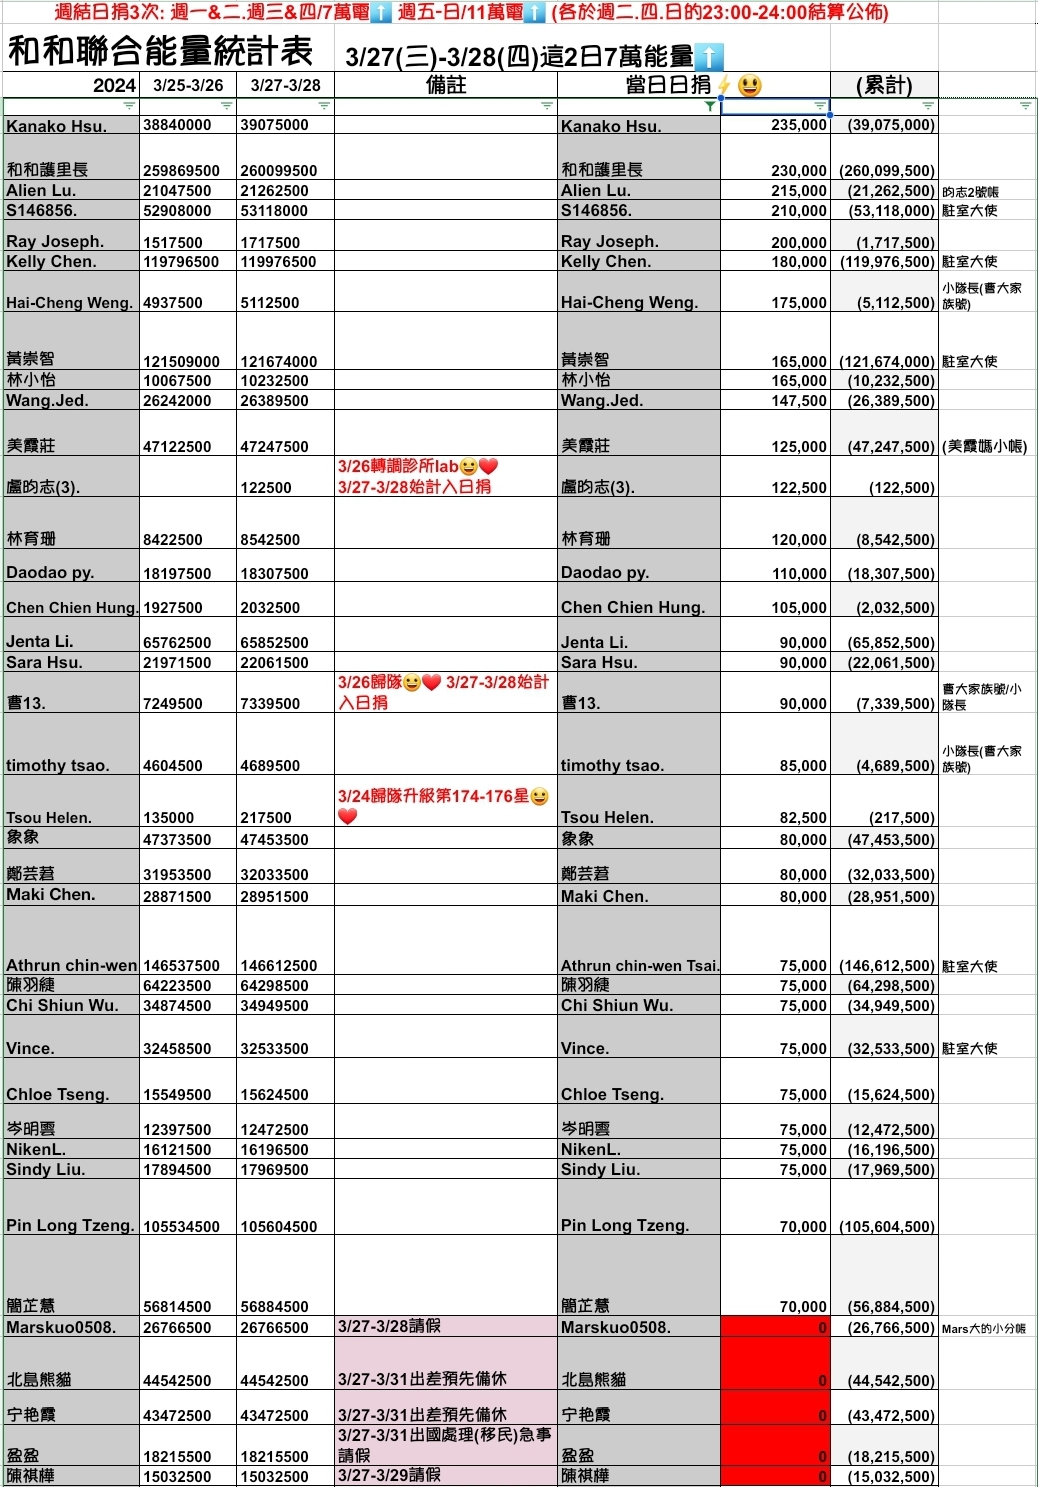 週結日捐3次: 週一&二.週三&四/7萬電⬆️ 週五-日/11萬電⬆️ (各於週二.四.日的23:00-24:00結算公佈)
和和聯合能量統計表 3/27(三)-3/28(四)這2日7萬能量⬆️
2024 3/25-3/26 3/27-3/28 備註 當日日捐⚡😃 (累計)
Kanako Hsu. 38840000 39075000 Kanako Hsu. 235,000 (39,075,000)
和和護里長 259869500 260099500 和和護里長 230,000 (260,099,500)
Alien Lu. 21047500 21262500 Alien Lu. 215,000 (21,262,500) 昀志2號帳
S146856. 52908000 53118000 S146856. 210,000 (53,118,000) 駐室大使
Ray Joseph. 1517500 1717500 Ray Joseph. 200,000 (1,717,500)
Kelly Chen. 119796500 119976500 Kelly Chen. 180,000 (119,976,500) 駐室大使
小隊長(曹大家
Hai-Cheng Weng. 4937500 5112500 Hai-Cheng Weng. 175,000 (5,112,500) 族號)
黃崇智 121509000 121674000 黃崇智 165,000 (121,674,000) 駐室大使
林小怡 10067500 10232500 林小怡 165,000 (10,232,500)
Wang.Jed. 26242000 26389500 Wang.Jed. 147,500 (26,389,500)
美霞莊 47122500 47247500 美霞莊 125,000 (47,247,500) (美霞媽小帳)
3/26轉調診所lab😀❤️
盧昀志(3). 122500 3/27-3/28始計入日捐 盧昀志(3). 122,500 (122,500)
林育珊 8422500 8542500 林育珊 120,000 (8,542,500)
Daodao py. 18197500 18307500 Daodao py. 110,000 (18,307,500)
Chen Chien Hung. 1927500 2032500 Chen Chien Hung. 105,000 (2,032,500)
Jenta Li. 65762500 65852500 Jenta Li. 90,000 (65,852,500)
Sara Hsu. 21971500 22061500 Sara Hsu. 90,000 (22,061,500)
3/26歸隊😀❤️ 3/27-3/28始計 曹大家族號/小
曹13. 7249500 7339500 入日捐 曹13. 90,000 (7,339,500) 隊長
小隊長(曹大家
timothy tsao. 4604500 4689500 timothy tsao. 85,000 (4,689,500) 族號)
3/24歸隊升級第174-176星😀
Tsou Helen. 135000 217500 ❤️ Tsou Helen. 82,500 (217,500)
象象 47373500 47453500 象象 80,000 (47,453,500)
鄭芸莙 31953500 32033500 鄭芸莙 80,000 (32,033,500)
Maki Chen. 28871500 28951500 Maki Chen. 80,000 (28,951,500)
Athrun chin-wen 146537500 146612500 Athrun chin-wen Tsai. 75,000 (146,612,500) 駐室大使
陳羽緁 64223500 64298500 陳羽緁 75,000 (64,298,500)
Chi Shiun Wu. 34874500 34949500 Chi Shiun Wu. 75,000 (34,949,500)
Vince. 32458500 32533500 Vince. 75,000 (32,533,500) 駐室大使
Chloe Tseng. 15549500 15624500 Chloe Tseng. 75,000 (15,624,500)
岑明雲 12397500 12472500 岑明雲 75,000 (12,472,500)
NikenL. 16121500 16196500 NikenL. 75,000 (16,196,500)
Sindy Liu. 17894500 17969500 Sindy Liu. 75,000 (17,969,500)
Pin Long Tzeng. 105534500 105604500 Pin Long Tzeng. 70,000 (105,604,500)
簡芷慧 56814500 56884500 簡芷慧 70,000 (56,884,500)
Marskuo0508. 26766500 26766500 3/27-3/28請假 Marskuo0508. 0 (26,766,500) Mars大的小分帳
北島熊貓 44542500 44542500 3/27-3/31出差預先備休 北島熊貓 0 (44,542,500)
宁艳霞 43472500 43472500 3/27-3/31出差預先備休 宁艳霞 0 (43,472,500)
3/27-3/31出國處理(移民)急事
盈盈 18215500 18215500 請假 盈盈 0 (18,215,500)
陳祺樺 15032500 15032500 3/27-3/29請假 陳祺樺 0 (15,032,500)